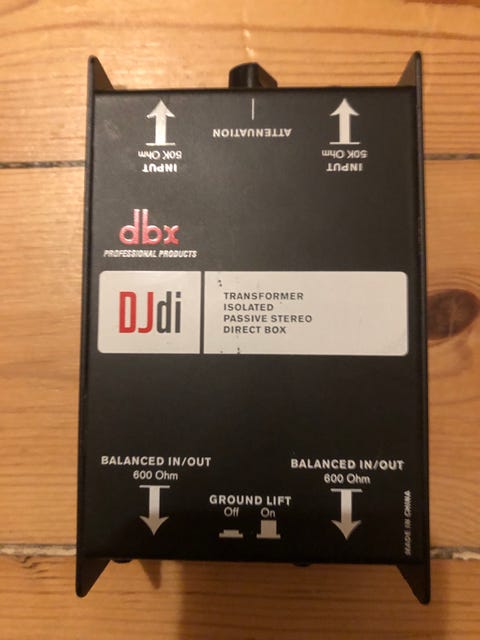 INPUT
50K Ohm
ATTENUATION
INPUT
50K Ohm
dbx
PROFESSIONAL PRODUCTS
DJdi
TRANSFORMER
ISOLATED
PASSIVE STEREO
DIRECT BOX
BALANCED IN/OUT
600 Ohm
GROUND LIFT
Off On
BALANCED IN/OUT
600 Ohm
MADE IN CHINA